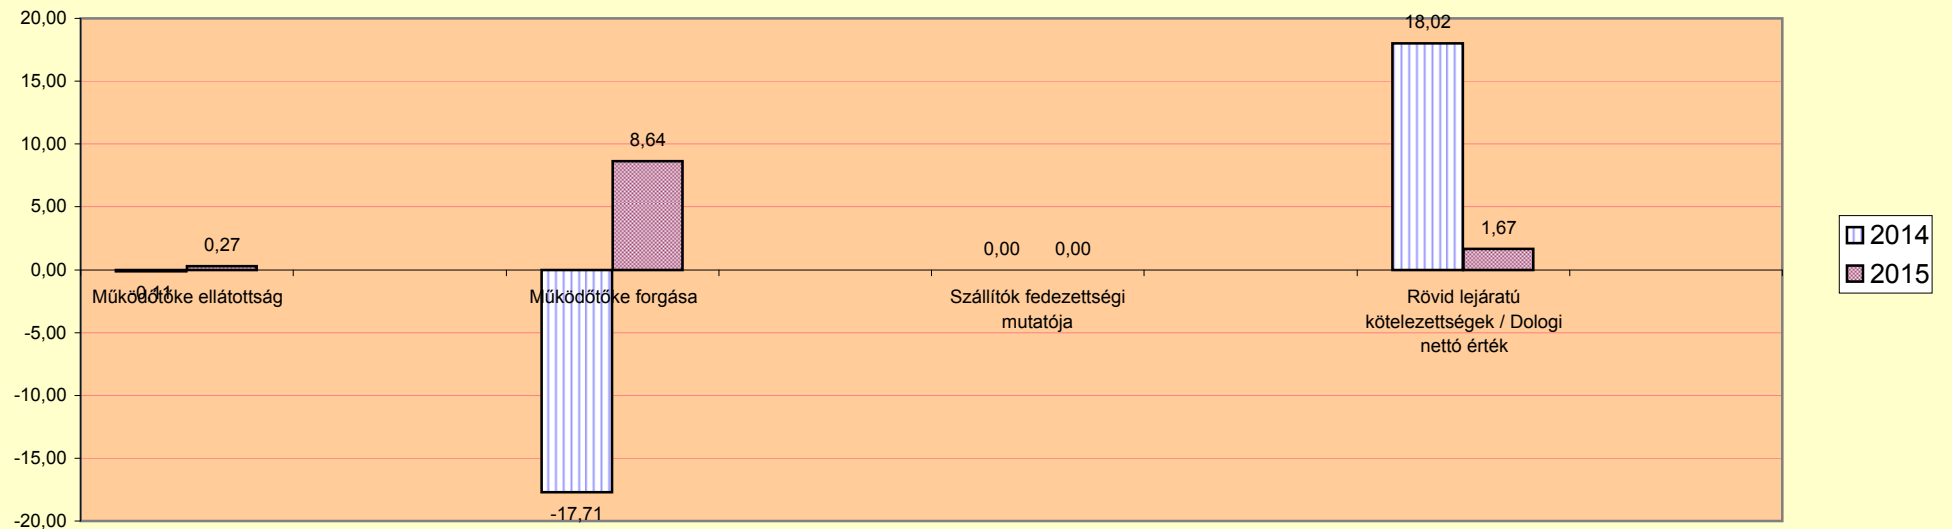 20,00
15,00
10,00
5,00
0,00
-5,00
-10,00
-15,00
-20,00
0,27
-0,11
8,64
-17,71
0,00 0,00
18,02
1,67
Működőtőke ellátottság
Működőtőke forgása
Szállítók fedezettségi
mutatója
Rövid lejáratú
kötelezettségek / Dologi
nettó érték
2014
2015